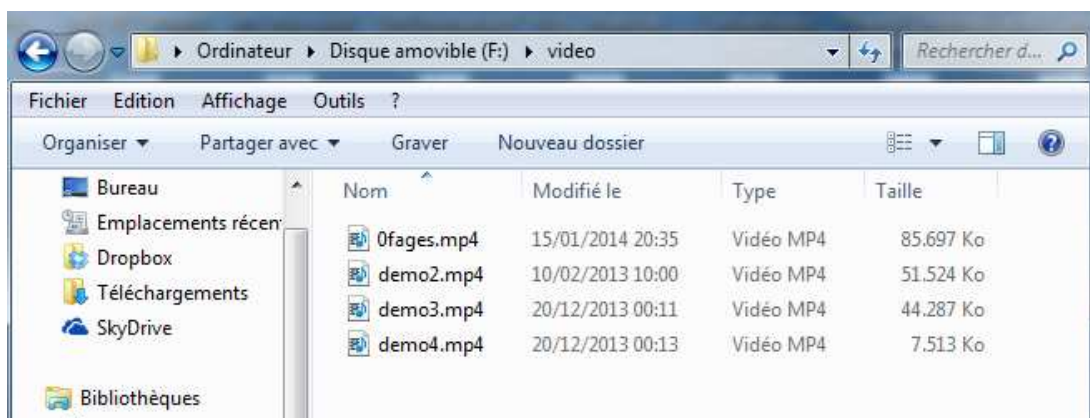 Ordinateur Disque amovible (F:) video Rechercher d...
Fichier Edition Affichage Outils ?
Organiser Partager avec Graver Nouveau dossier
Bureau
Emplacements récen
Dropbox
Téléchargements
SkyDrive
Bibliothèques
Nom Modifié le Type Taille
0fages.mp4 15/01/2014 20:35 Vidéo MP4 85.697 Ko
demo2.mp4 10/02/2013 10:00 Vidéo MP4 51.524 Ko
demo3.mp4 20/12/2013 00:11 Vidéo MP4 44.287 Ko
demo4.mp4 20/12/2013 00:13 Vidéo MP4 7.513 Ko